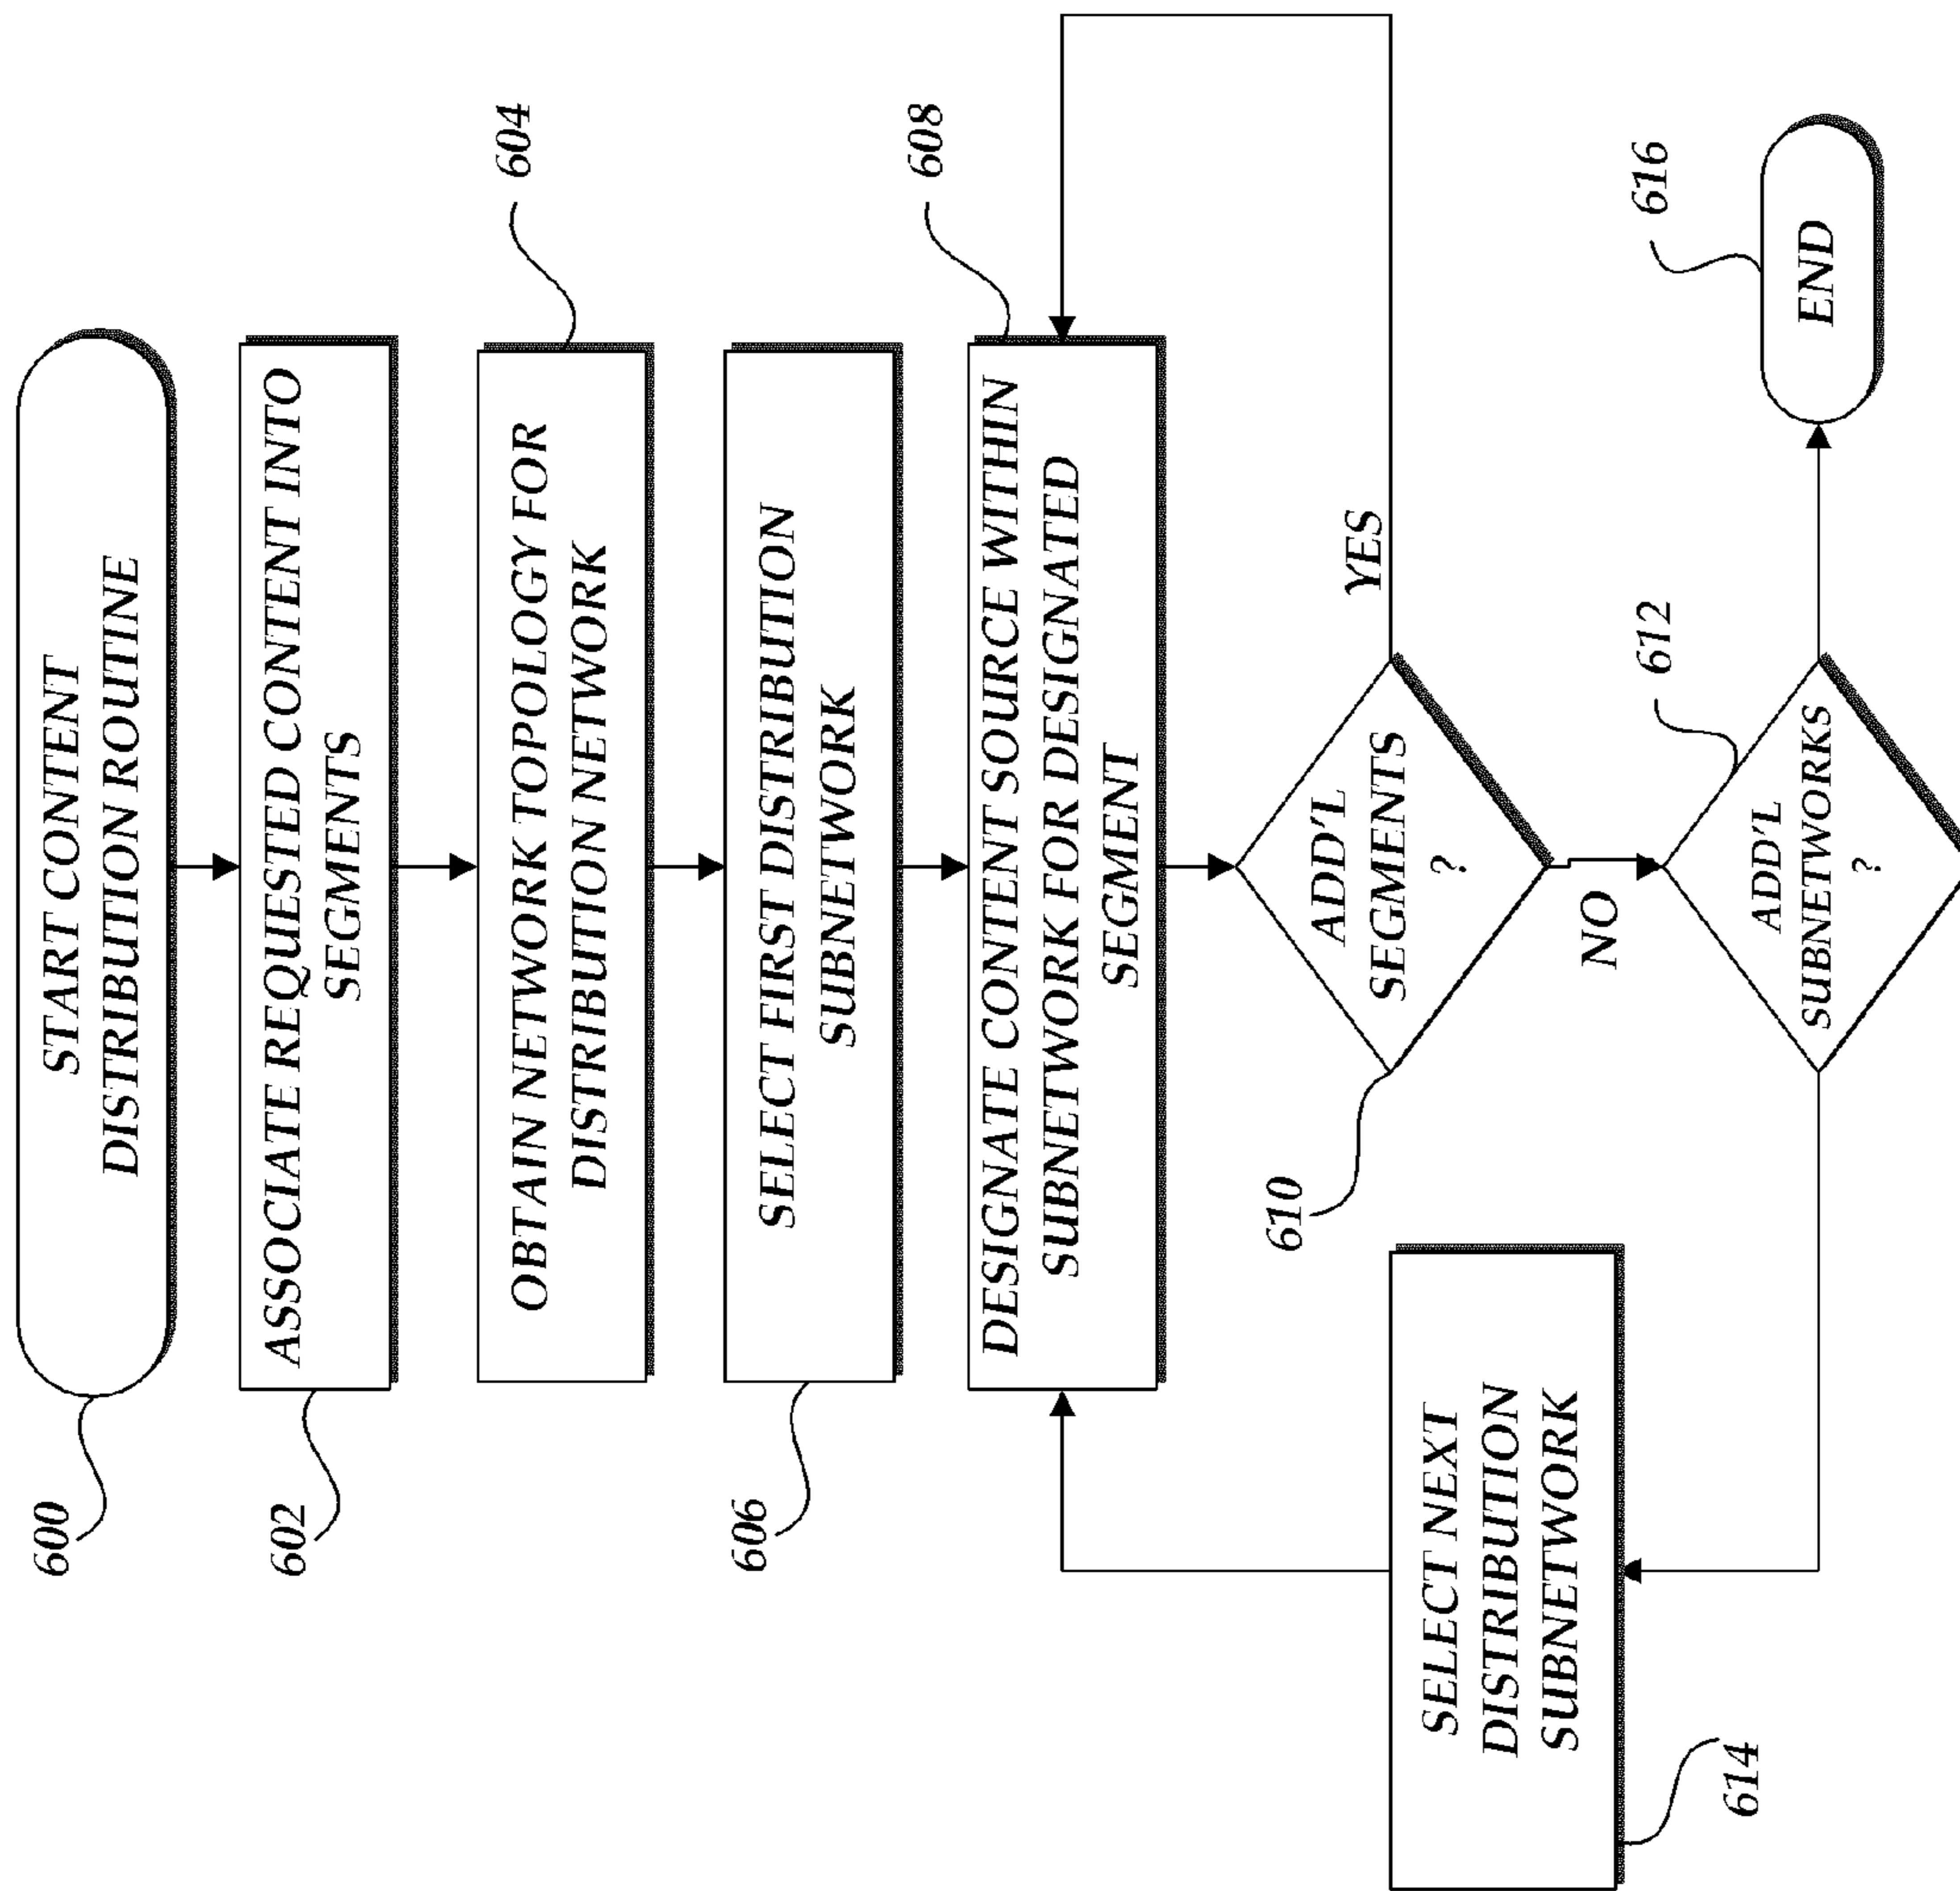 600
START CONTENT
DISTRIBUTION ROUTINE
602
ASSOCIATE REQUESTED CONTENT INTO
SEGMENTS
OBTAIN NETWORK TOPOLOGY FOR
DISTRIBUTION NETWORK
604
606
SELECT FIRST DISTRIBUTION
SUBNETWORK
DESIGNATE CONTENT SOURCE WITHIN
SUBNETWORK FOR DESIGNATED
SEGMENT
608
610
ADD'L
SEGMENTS
?
YES
NO
SELECT NEXT
DISTRIBUTION
SUBNETWORK
614
ADD'L
SUBNETWORKS
?
612
END
616